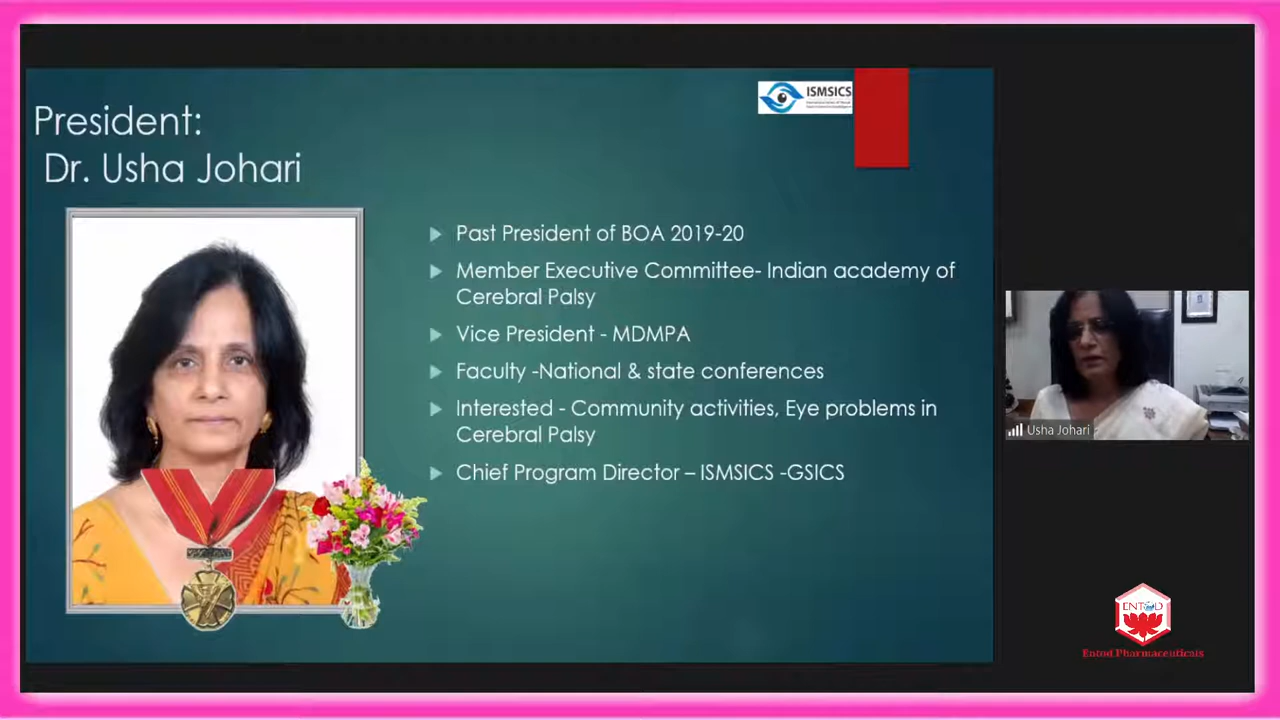 ISMSICS
President:
Dr. Usha Johari
Past President of BOA 2019-20
Member Executive Committee- Indian academy of
Cerebral Palsy
Vice President - MDMPA
Faculty -National & state conferences
Interested - Community activities, Eye problems in
Cerebral Palsy
Chief Program Director – ISMSICS -GSICS
Usha Johari
ENTOD
Entod Pharmaceuticals